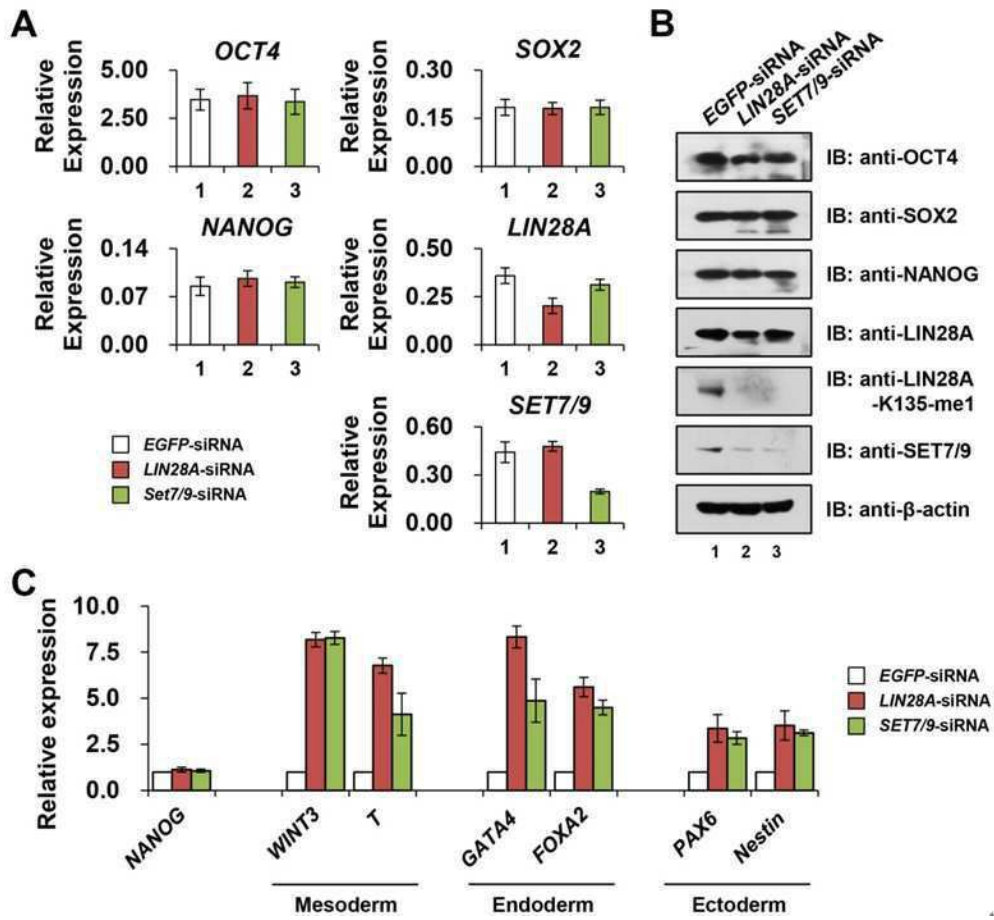 A
OCT4
Relative
Expression
5.00
2.50
0.00
1 2 3
SOX2
Relative
Expression
0.30
0.15
0.00
1 2 3
NANOG
Relative
Expression
0.14
0.07
0.00
1 2 3
LIN28A
Relative
Expression
0.50
0.25
0.00
1 2 3
SET7/9
Relative
Expression
0.60
0.30
0.00
1 2 3
EGFP-siRNA
LIN28A-siRNA
Set7/9-siRNA
B
EGFP-siRNA
LIN28A-siRNA
SET7/9-siRNA
IB: anti-OCT4
IB: anti-SOX2
IB: anti-NANOG
IB: anti-LIN28A
IB: anti-LIN28A
-K135-me1
IB: anti-SET7/9
IB: anti-β-actin
1 2 3
C
Relative expression
10.0
7.5
5.0
2.5
0.0
NANOG
WINT3
T
GATA4
FOXA2
PAX6
Nestin
Mesoderm
Endoderm
Ectoderm
EGFP-siRNA
LIN28A-siRNA
SET7/9-siRNA